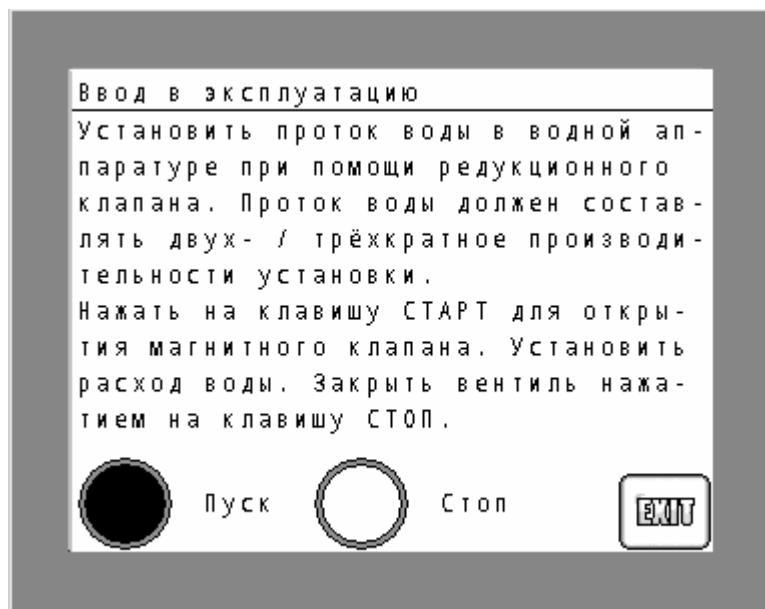 Ввод в эксплуатацию
Установить проток воды в водной ап-
паратуре при помощи редукционного
клапана. Проток воды должен состав-
лять двух- / трёхкратное производи-
тельности установки.
Нажать на клавишу СТАРТ для откры-
тия магнитного клапана. Установить
расход воды. Закрыть вентиль нажа-
тием на клавишу СТОП.
Пуск Стоп EXIT